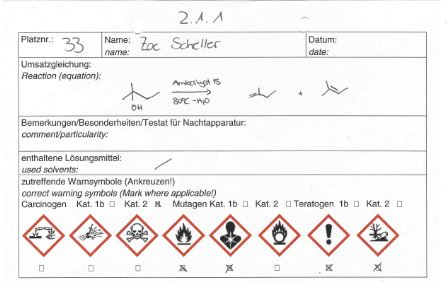 2.1.1
Platznr.: 33 Name: Zoe Scheller Datum:
name: date:
Umsatzgleichung:
Reaction (equation):
Amberlyst 15
80°C -H₂O
OH
+
Bemerkungen/Besonderheiten/Testat für Nachtapparatur:
comment/particularity:
enthaltene Lösungsmittel:
used solvents:
zutreffende Warnsymbole (Ankreuzen!)
correct warning symbols (Mark where applicable!)
Carcinogen Kat. 1b □ Kat. 2 ☒ Mutagen Kat. 1b □ Kat. 2 □ Teratogen 1b □ Kat. 2 □
□ □ □ ☒ ☒ □ ☒ ☒